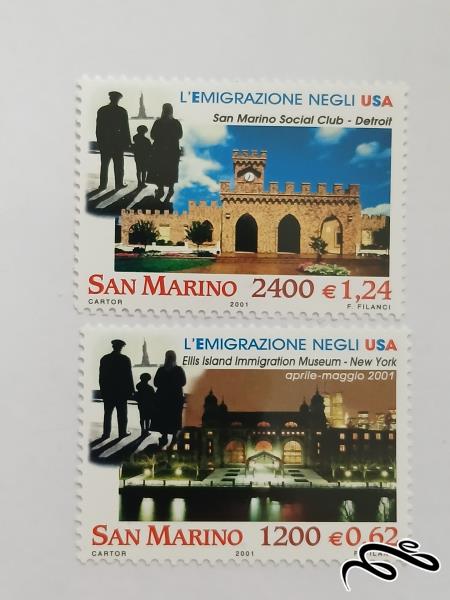 L'EMIGRAZIONE NEGLI USA
San Marino Social Club - Detroit
SAN MARINO 2400 € 1,24
CARTOR 2001 F. FILANCI
L'EMIGRAZIONE NEGLI USA
Ellis Island Immigration Museum - New York
aprile-maggio 2001
SAN MARINO 1200 € 0,62
CARTOR 2001